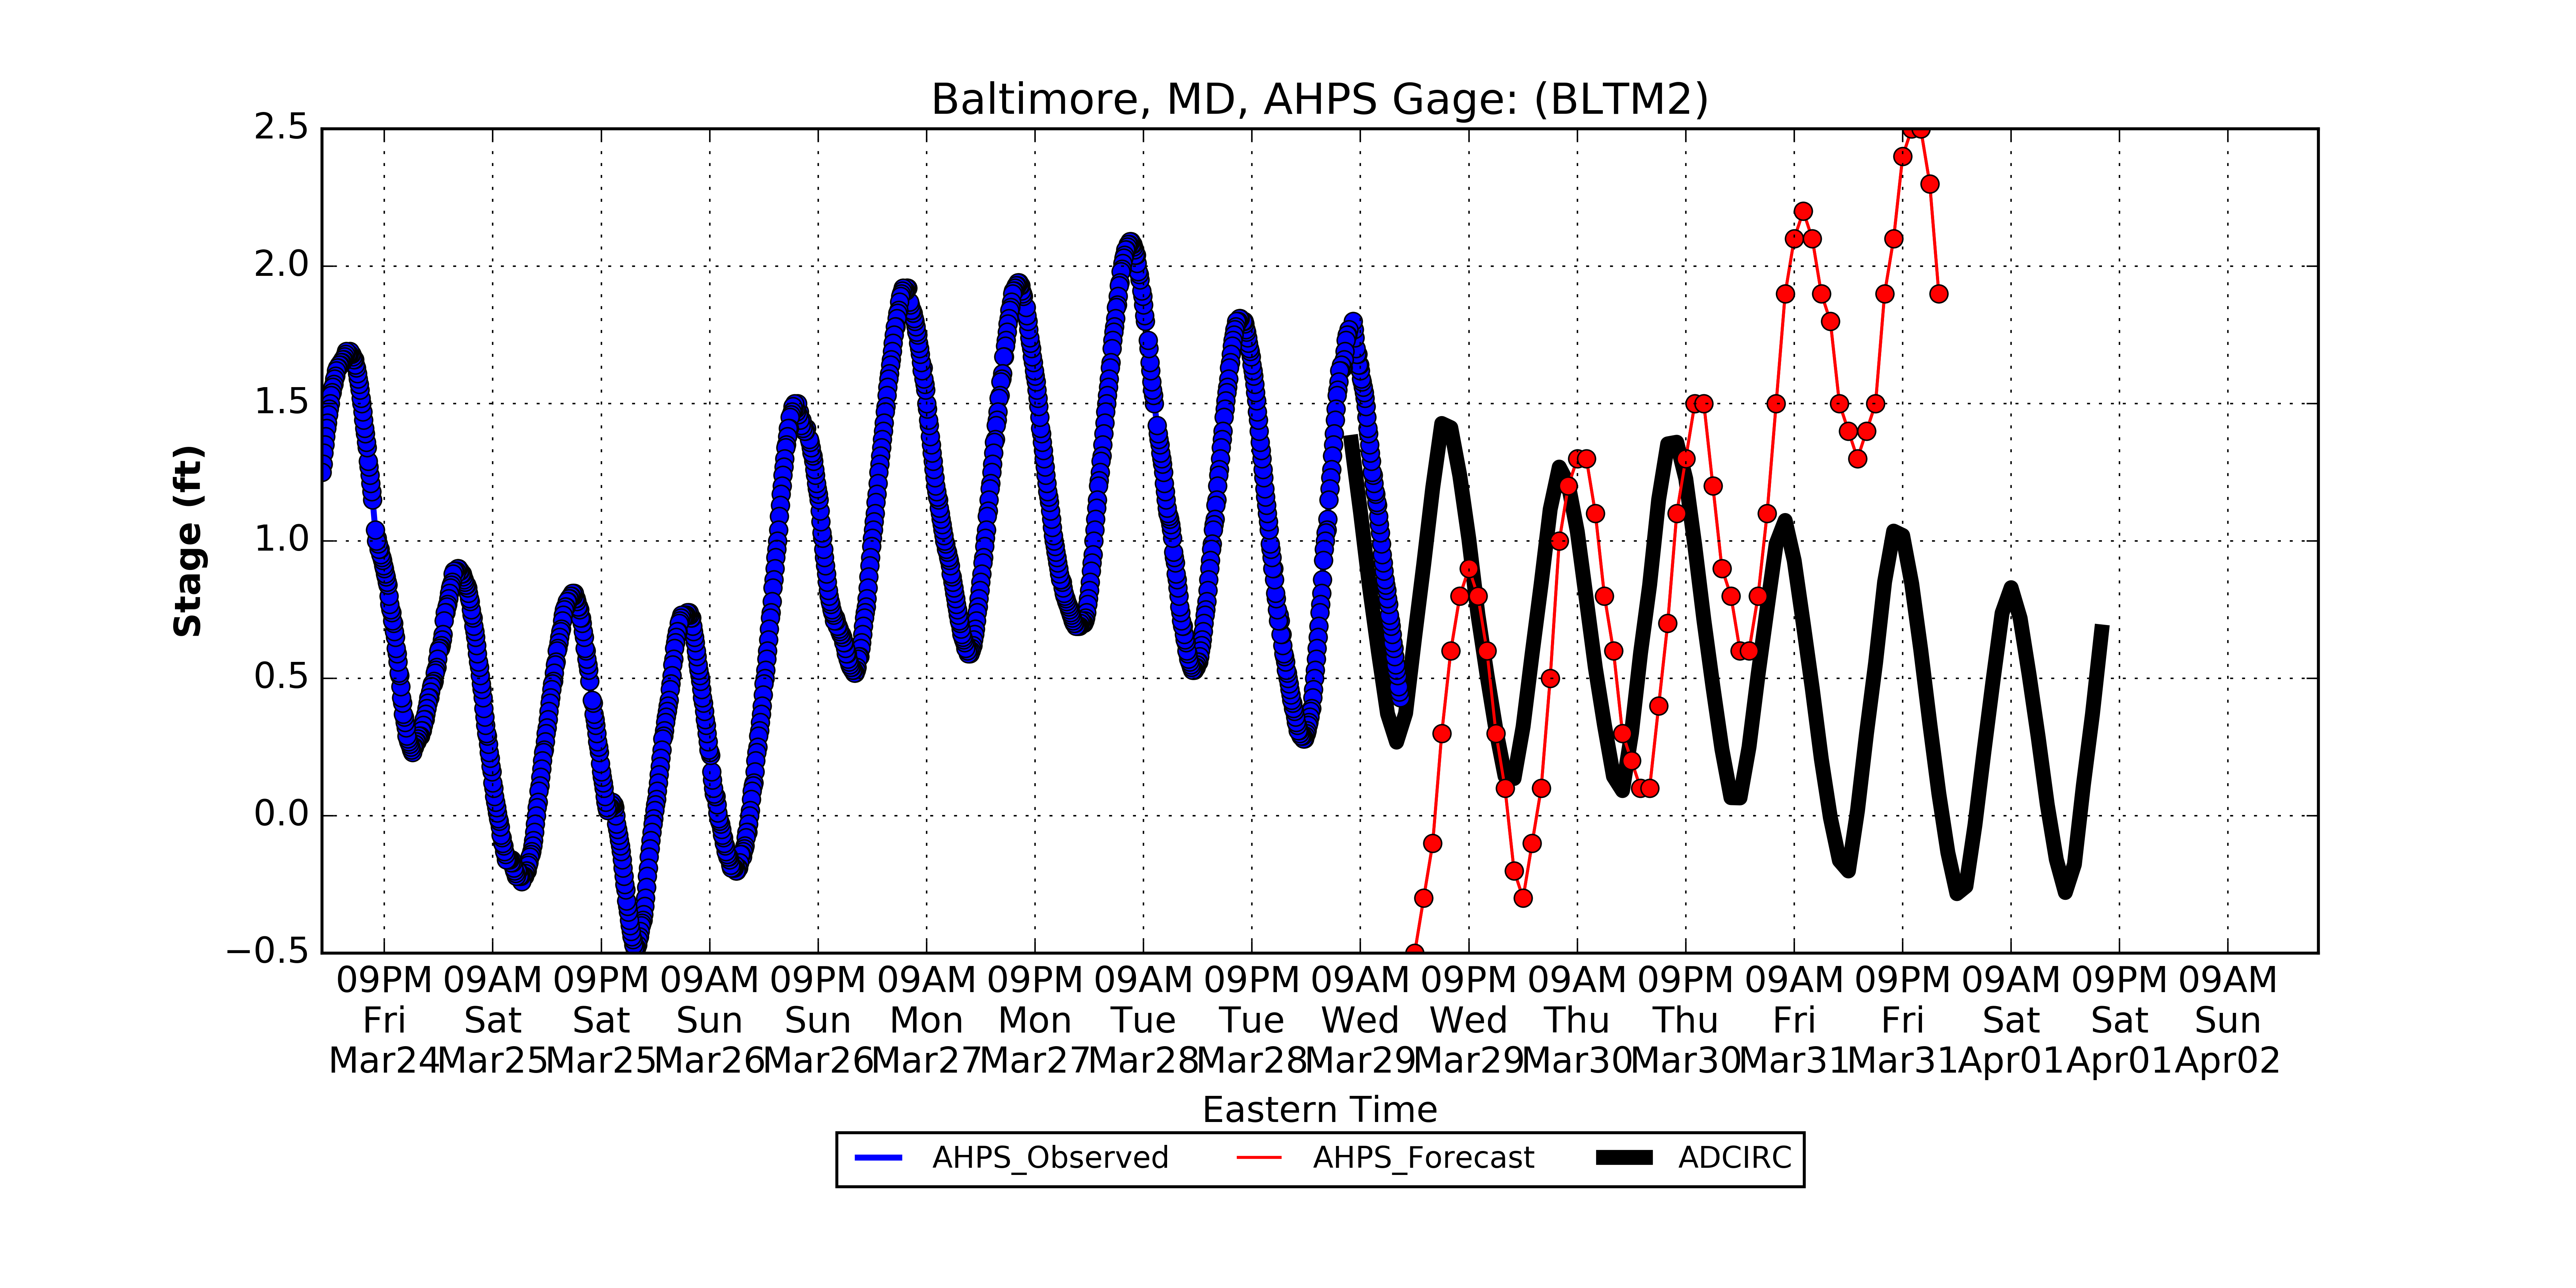 Baltimore, MD, AHPS Gage: (BLTM2)
2.5
2.0
1.5
1.0
0.5
0.0
−0.5
Stage (ft)
09PM 09AM 09PM 09AM 09PM 09AM 09PM 09AM 09PM 09AM 09PM 09AM 09PM 09AM 09PM 09AM 09PM 09AM
Fri Sat Sat Sun Sun Mon Mon Tue Tue Wed Wed Thu Thu Fri Fri Sat Sat Sun
Mar24 Mar25 Mar25 Mar26 Mar26 Mar27 Mar27 Mar28 Mar28 Mar29 Mar29 Mar30 Mar30 Mar31 Mar31 Apr01 Apr01 Apr02
Eastern Time
AHPS_Observed AHPS_Forecast ADCIRC